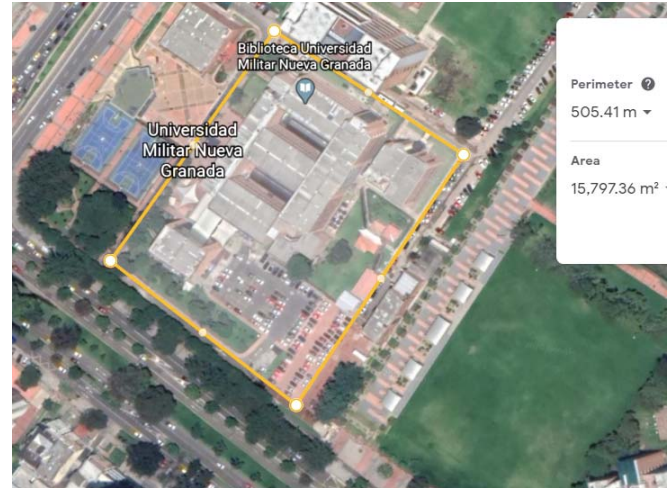 Biblioteca Universidad
Militar Nueva Granada
Universidad
Militar Nueva
Granada
Perimeter ?
505.41 m
Area
15,797.36 m²